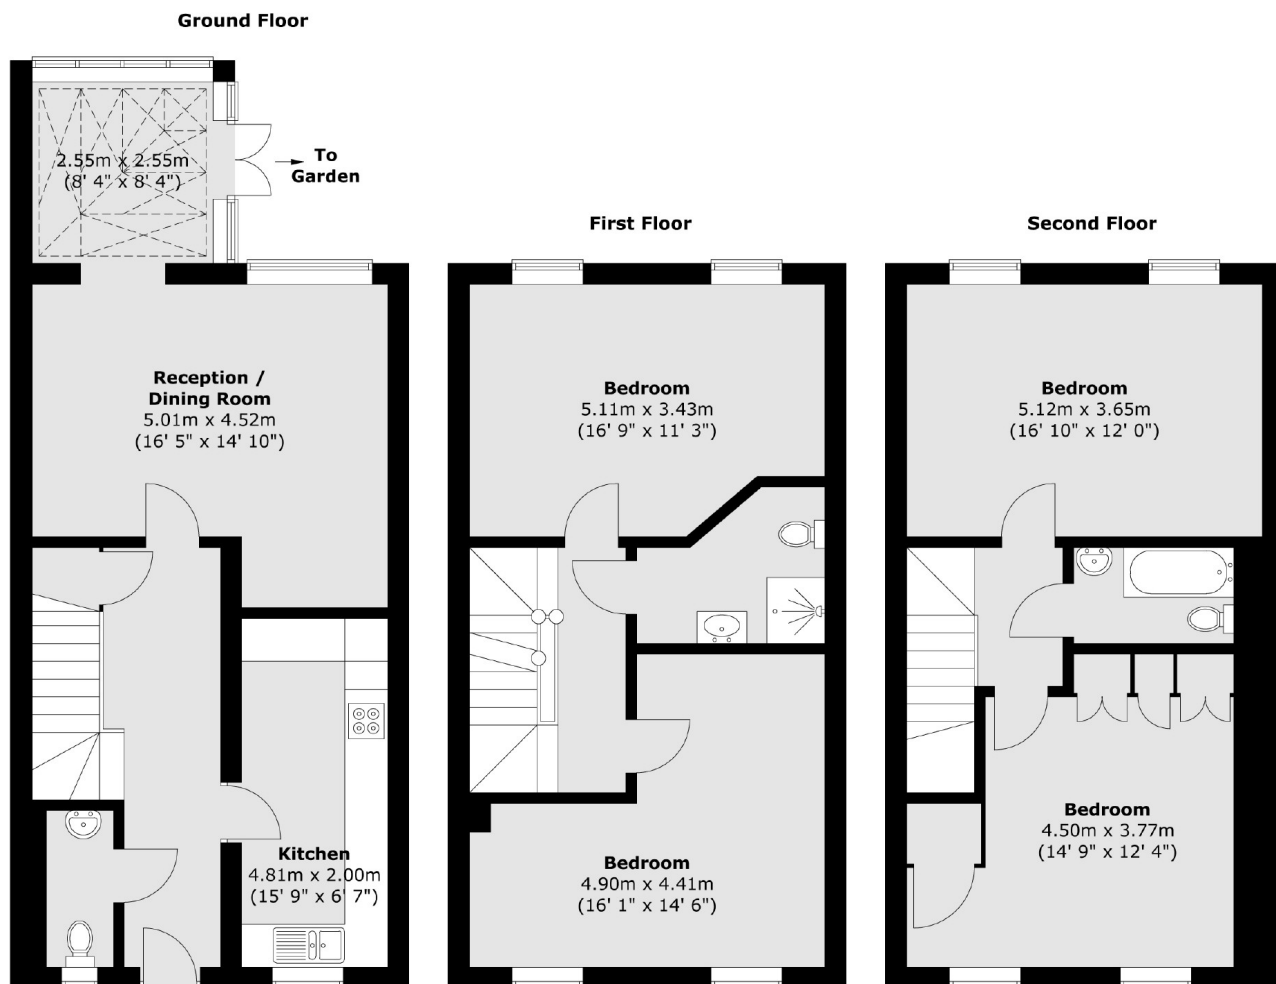 Ground Floor
2.55m x 2.55m
(8' 4" x 8' 4")
To
Garden
Reception /
Dining Room
5.01m x 4.52m
(16' 5" x 14' 10")
Kitchen
4.81m x 2.00m
(15' 9" x 6' 7")
First Floor
Bedroom
5.11m x 3.43m
(16' 9" x 11' 3")
Bedroom
4.90m x 4.41m
(16' 1" x 14' 6")
Second Floor
Bedroom
5.12m x 3.65m
(16' 10" x 12' 0")
Bedroom
4.50m x 3.77m
(14' 9" x 12' 4")